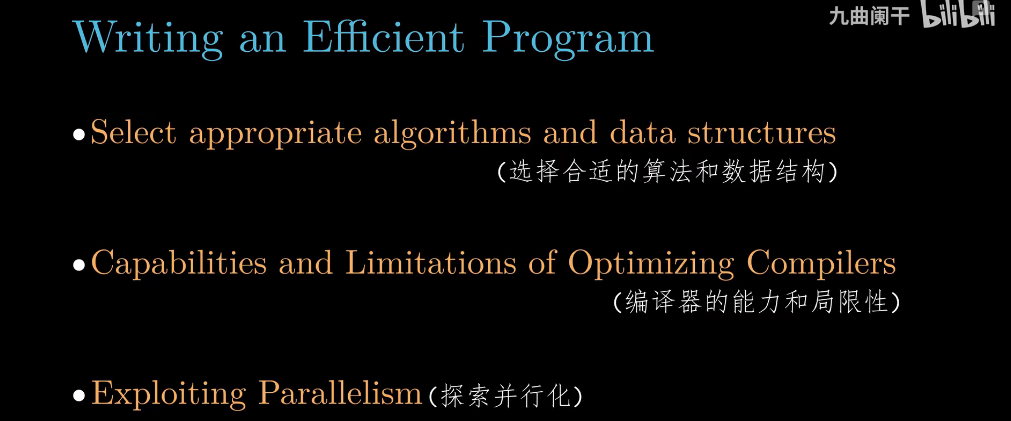 九曲阑干 bilibili
Writing an Efficient Program
•Select appropriate algorithms and data structures
(选择合适的算法和数据结构)
•Capabilities and Limitations of Optimizing Compilers
(编译器的能力和局限性)
•Exploiting Parallelism(探索并行化)